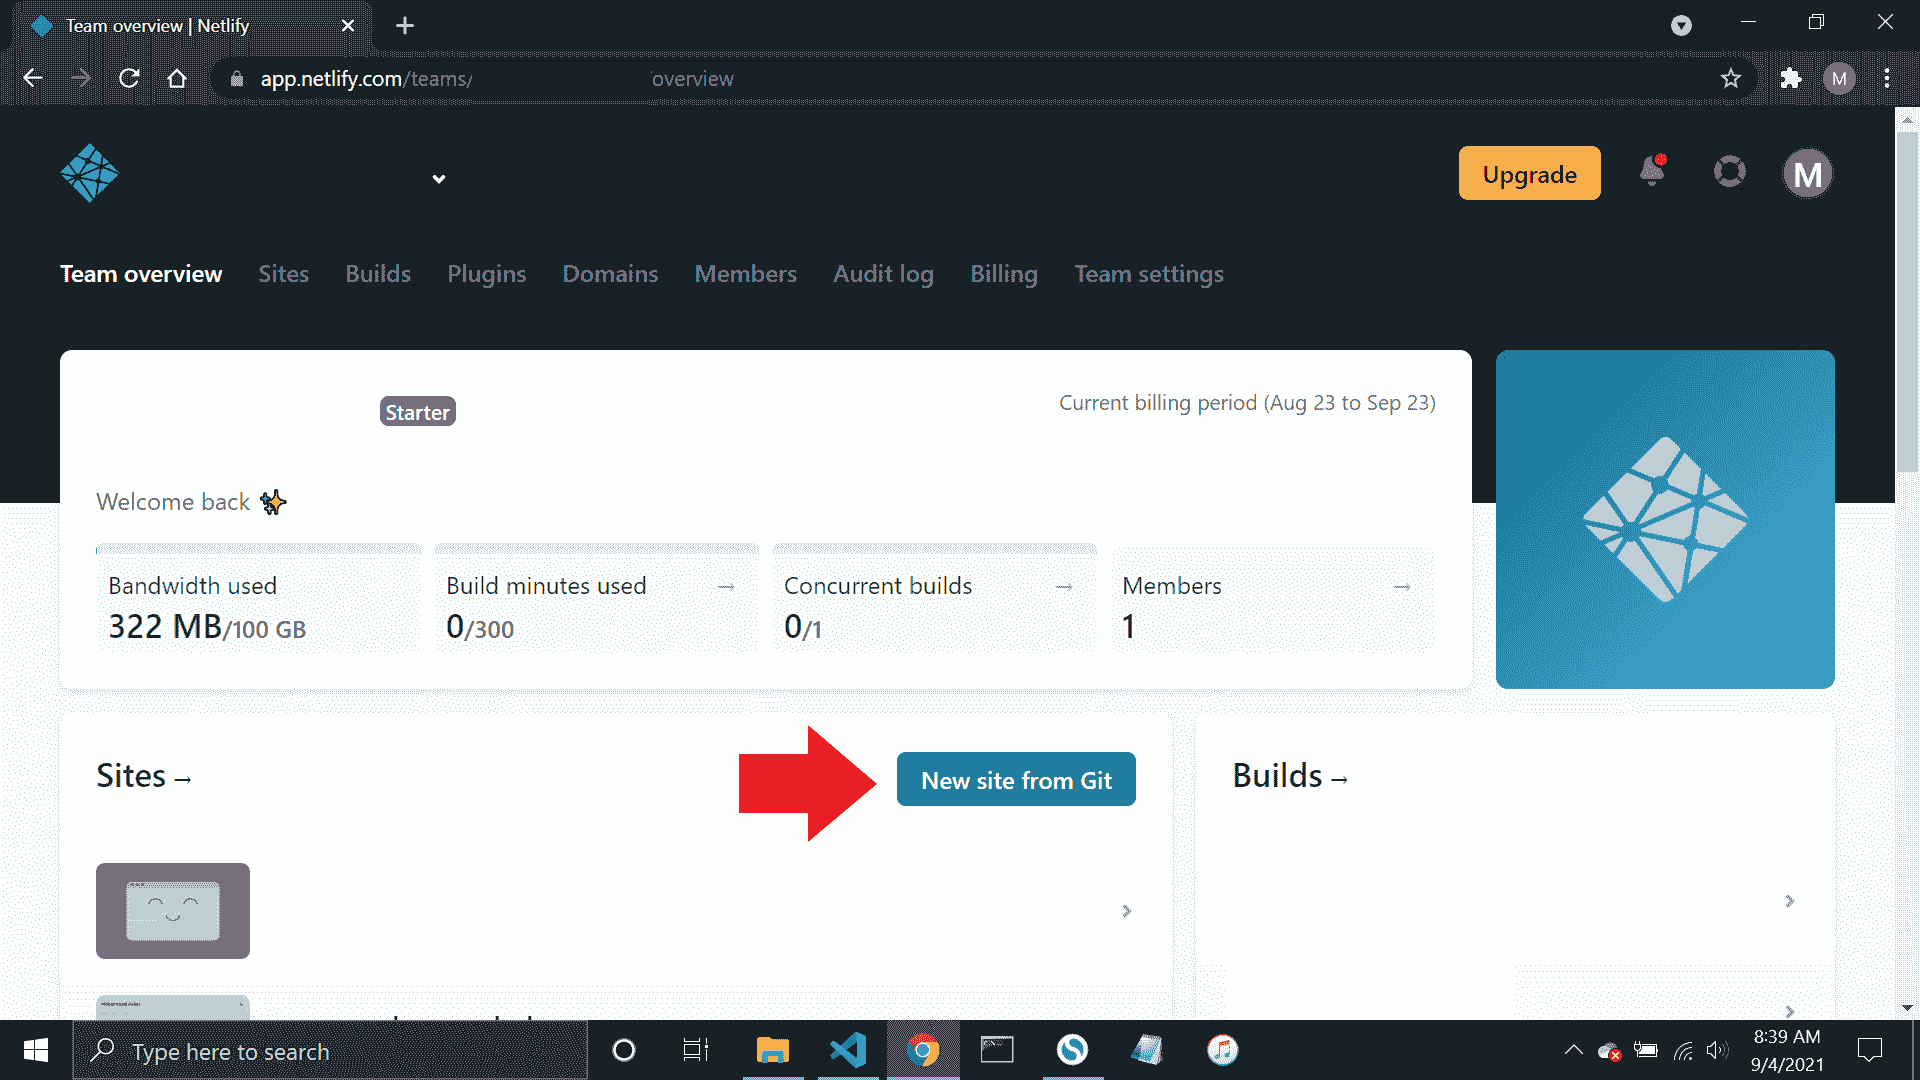 Team overview | Netlify
app.netlify.com/teams/ overview
Upgrade
M
M
Team overview Sites Builds Plugins Domains Members Audit log Billing Team settings
Starter
Current billing period (Aug 23 to Sep 23)
Welcome back ✨
Bandwidth used
322 MB/100 GB
Build minutes used →
0/300
Concurrent builds →
0/1
Members →
1
Sites →
New site from Git
Builds →
Type here to search
8:39 AM
9/4/2021